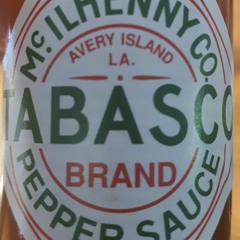 McILHENNY CO.
AVERY ISLAND
LA.
TABASCO
BRAND
PEPPER SAUCE